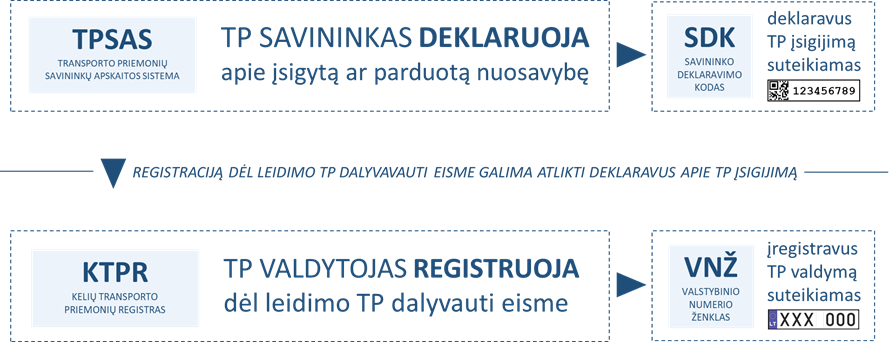 TPSAS
TRANSPORTO PRIEMONIŲ
SAVININKŲ APSKAITOS SISTEMA
TP SAVININKAS DEKLARUOJA
apie įsigytą ar parduotą nuosavybę
SDK
SAVININKO
DEKLARAVIMO
KODAS
deklaravus
TP įsigijimą
suteikiamas
123456789
REGISTRACIJĄ DĖL LEIDIMO TP DALYVAVAUTI EISME GALIMA ATLIKTI DEKLARAVUS APIE TP ĮSIGIJIMĄ
KTPR
KELIŲ TRANSPORTO
PRIEMONIŲ REGISTRAS
TP VALDYTOJAS REGISTRUOJA
dėl leidimo TP dalyvauti eisme
VNŽ
VALSTYBINIO
NUMERIO
ŽENKLAS
įregistravus
TP valdymą
suteikiamas
LT XXX 000